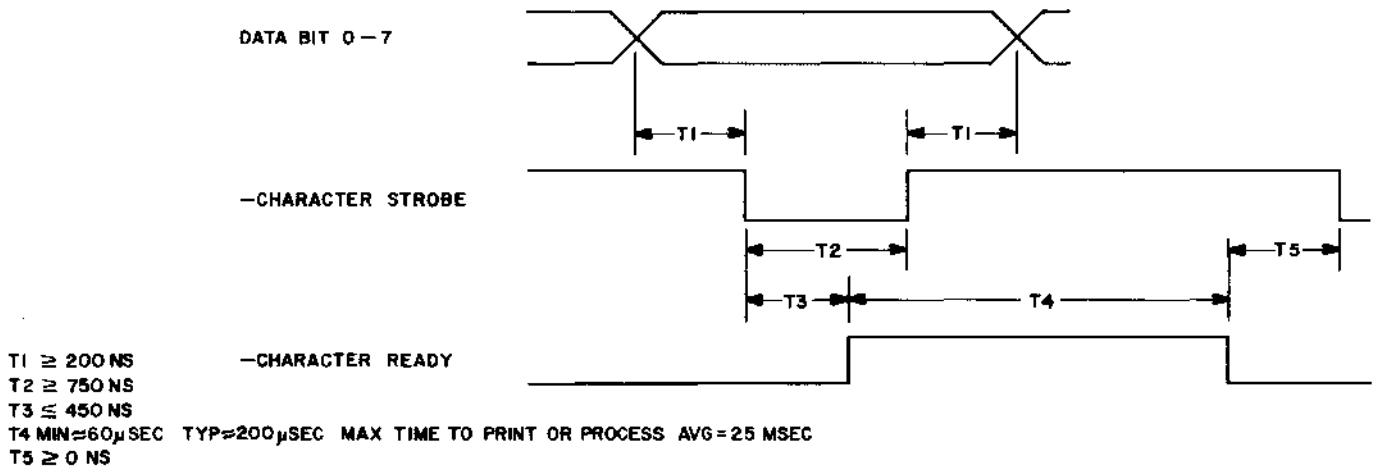 DATA BIT 0–7
T1 T1
–CHARACTER STROBE
T2 T5
T3 T4
–CHARACTER READY
T1 ≥ 200 NS
T2 ≥ 750 NS
T3 ≤ 450 NS
T4 MIN≈60µSEC TYP≈200µSEC MAX TIME TO PRINT OR PROCESS AVG=25 MSEC
T5 ≥ 0 NS